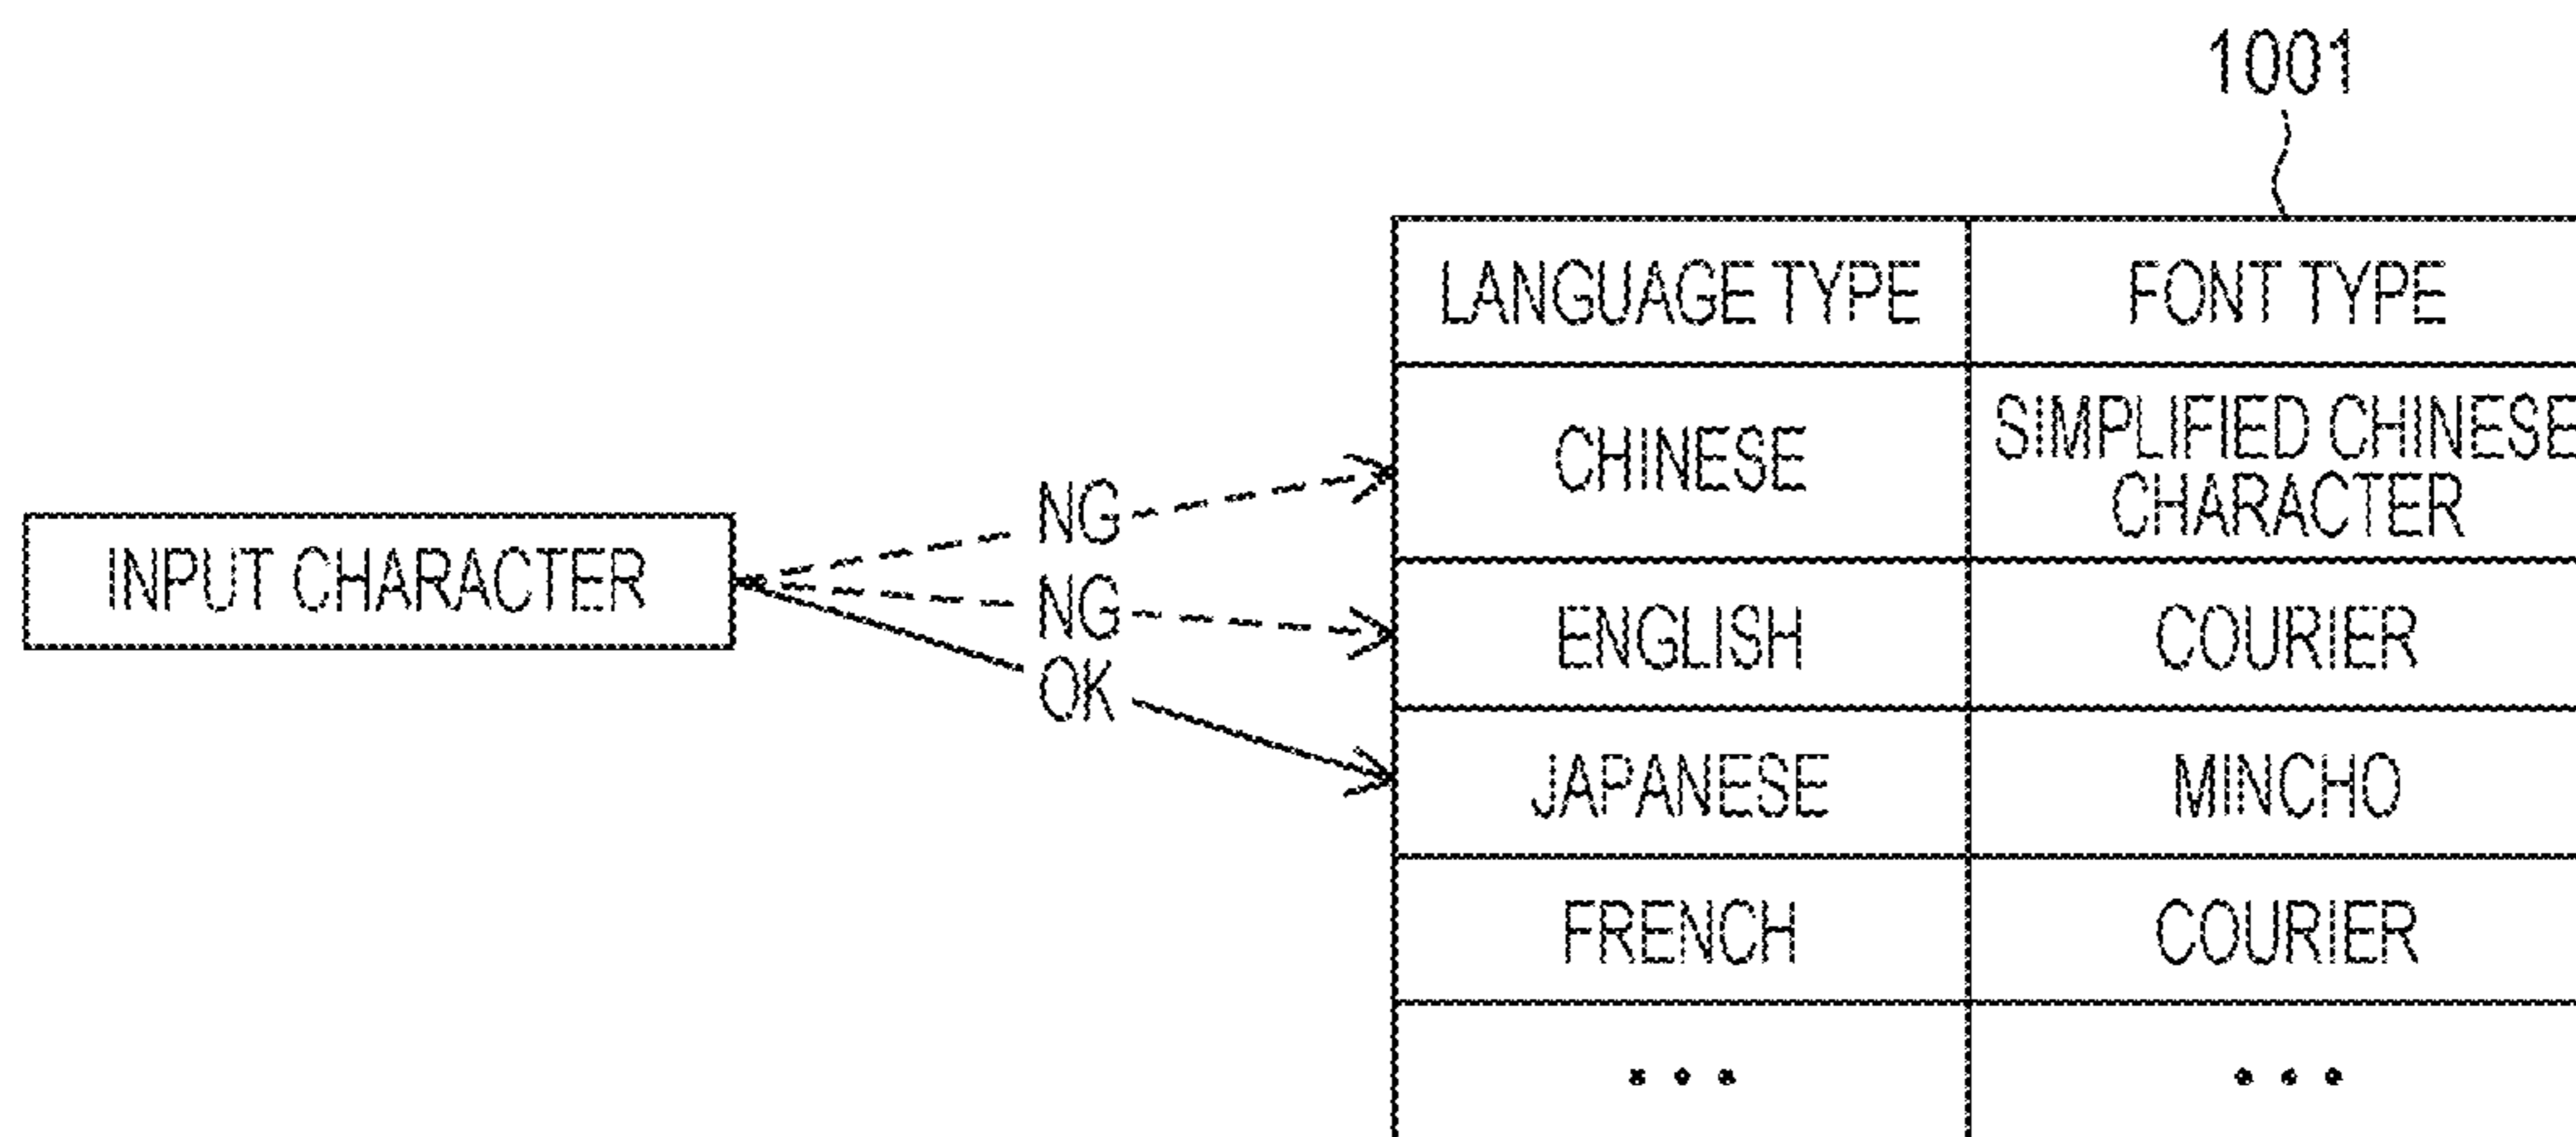 1001
LANGUAGE TYPE FONT TYPE
CHINESE SIMPLIFIED CHINESE
CHARACTER
NG
INPUT CHARACTER
NG
ENGLISH COURIER
OK
JAPANESE MINCHO
FRENCH COURIER
... ...